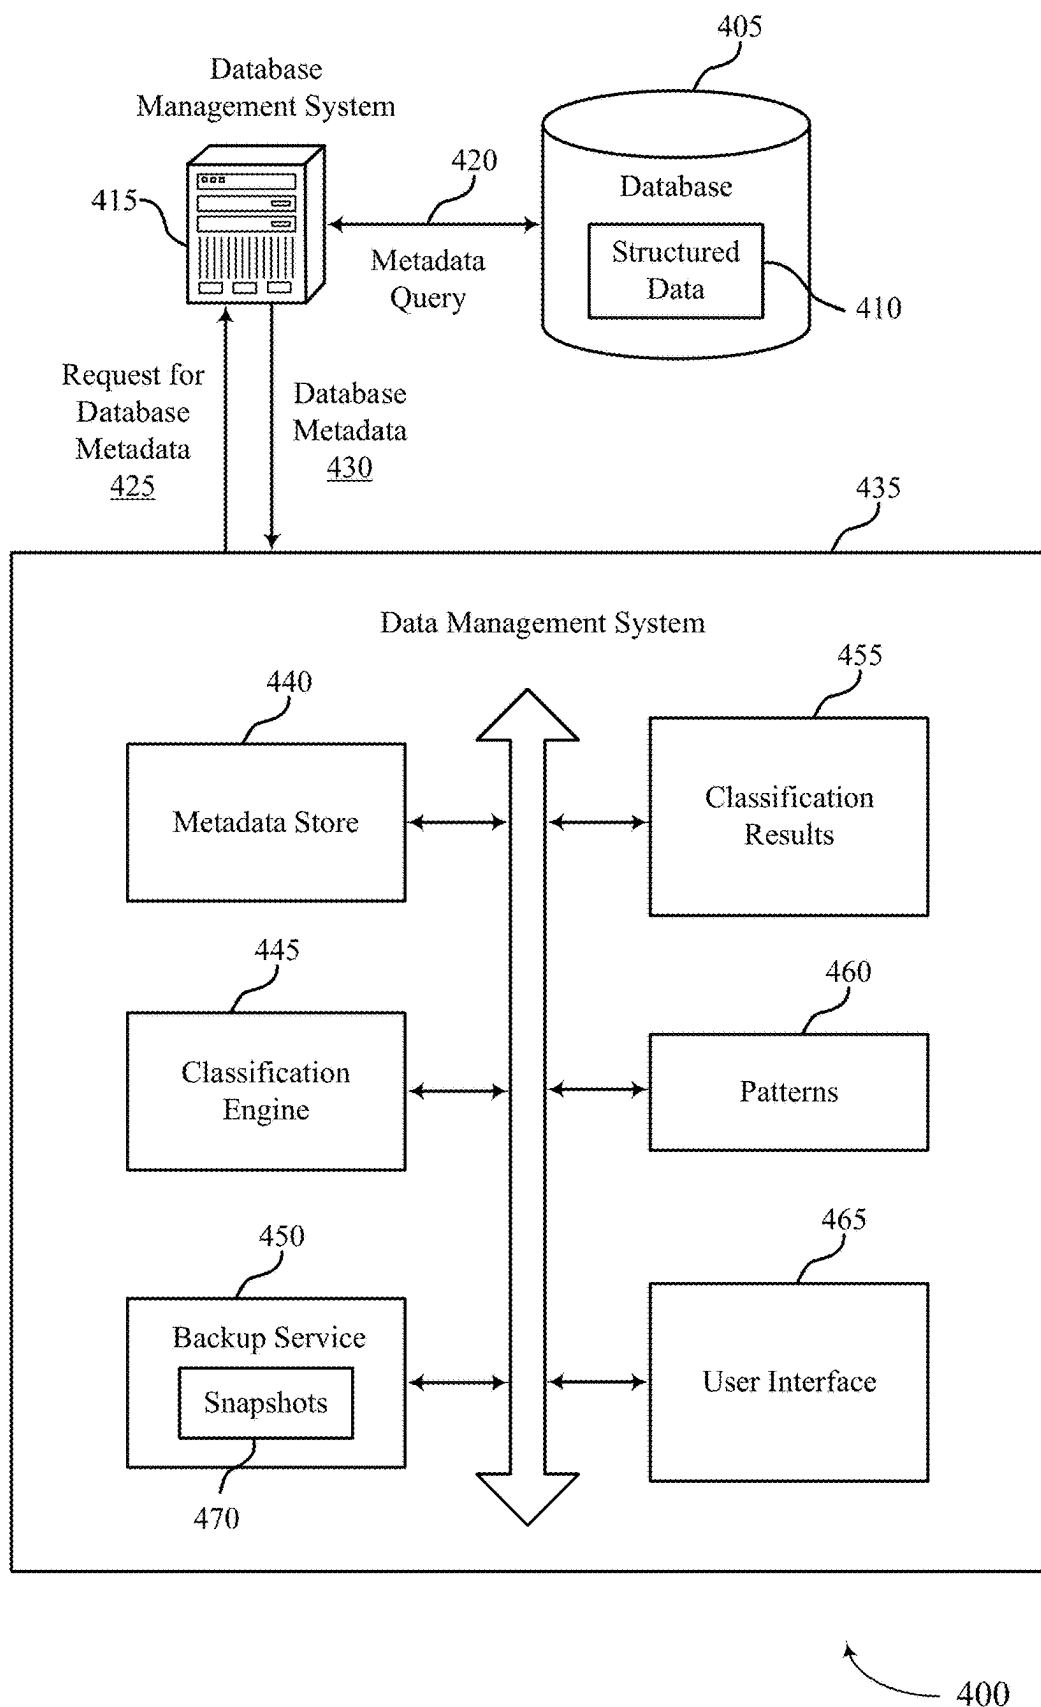 405
Database
Management System
415
420
Metadata
Query
Database
Structured
Data
410
Request for
Database
Metadata
425
Database
Metadata
430
435
Data Management System
440
Metadata Store
455
Classification
Results
445
Classification
Engine
460
Patterns
450
Backup Service
Snapshots
470
465
User Interface
400